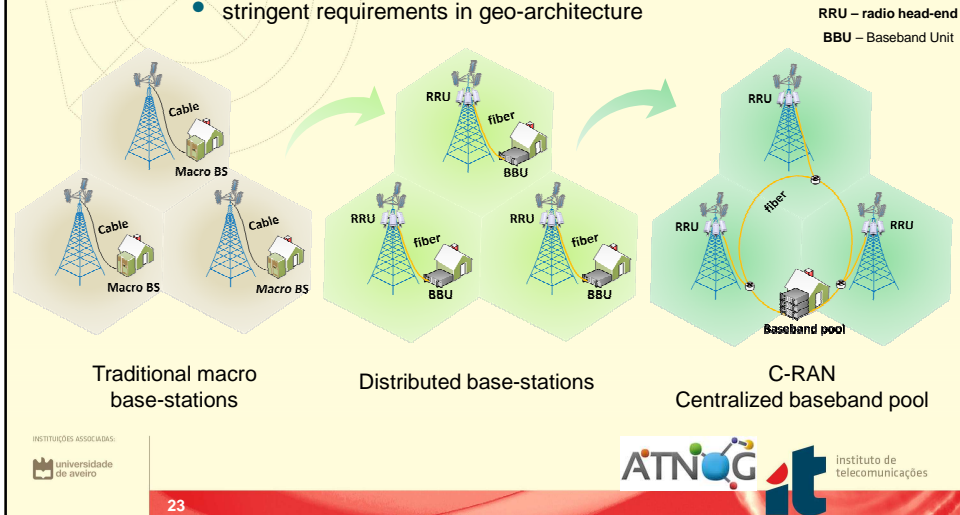 • stringent requirements in geo-architecture
RRU – radio head-end
BBU – Baseband Unit
Cable
Macro BS
Cable
Macro BS
Cable
Macro BS
RRU
fiber
BBU
RRU
fiber
BBU
RRU
fiber
BBU
RRU
fiber
RRU
RRU
Baseband pool
Traditional macro
base-stations
Distributed base-stations
C-RAN
Centralized baseband pool
INSTITUIÇÕES ASSOCIADAS:
universidade
de aveiro
ATNOG
it
instituto de
telecomunicações
23